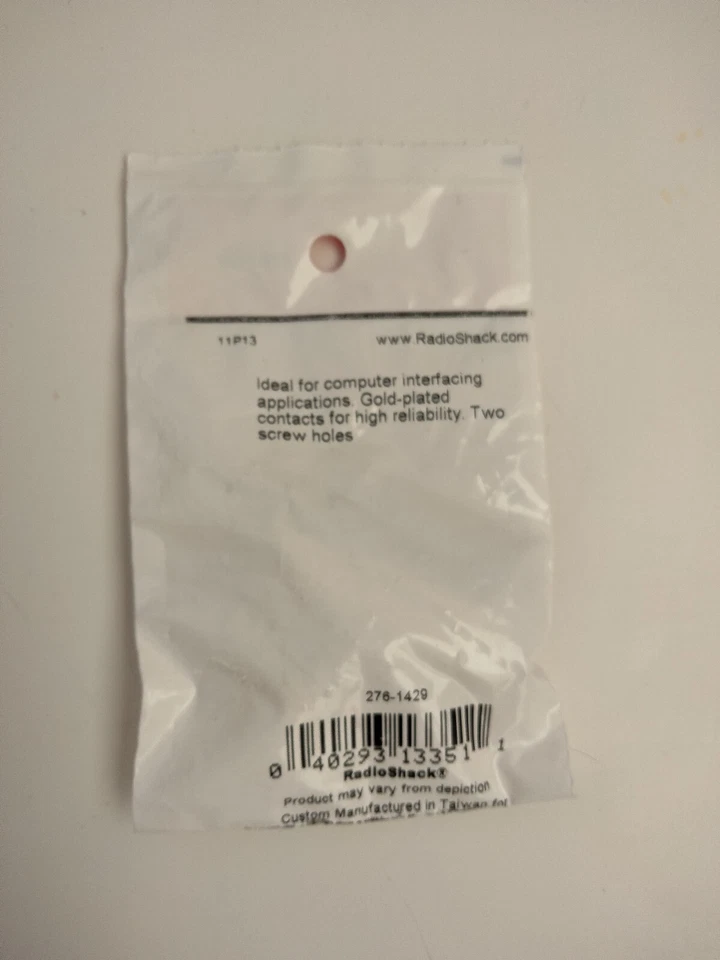 11P13 www.RadioShack.com
Ideal for computer interfacing
applications. Gold-plated
contacts for high reliability. Two
screw holes
276-1429
0 40293 13351 1
RadioShack®
Product may vary from depiction
Custom Manufactured in Taiwan for